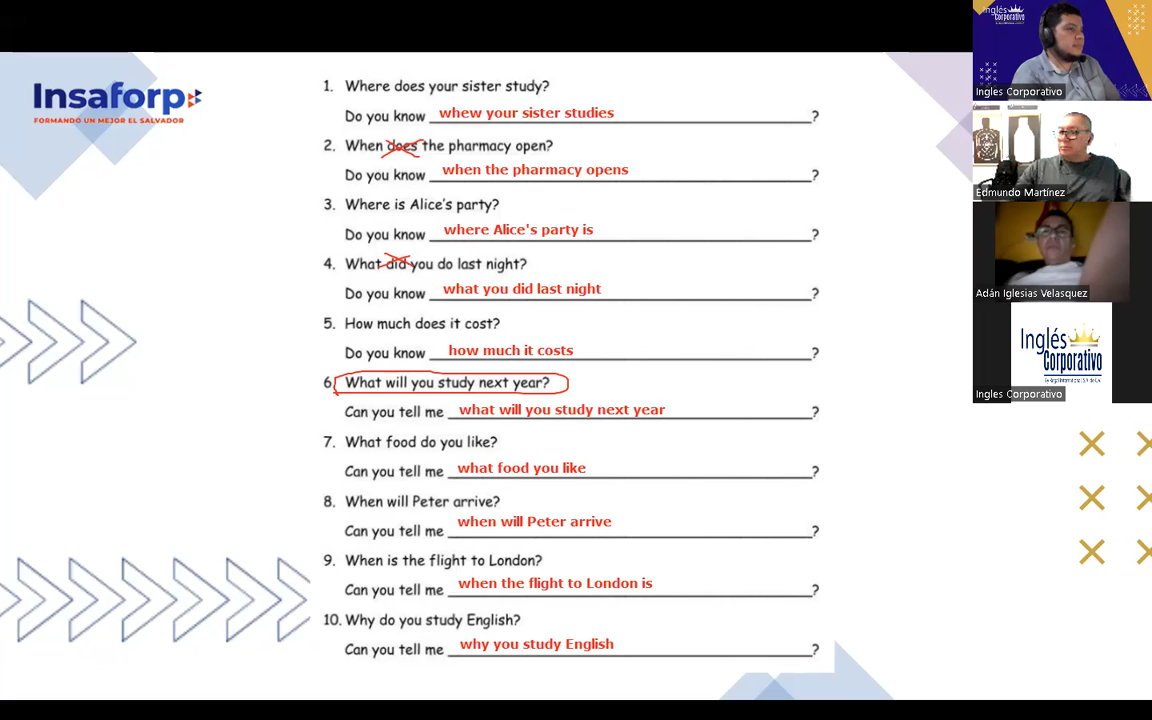 Insaforp
FORMANDO UN MEJOR EL SALVADOR
1. Where does your sister study?
Do you know whew your sister studies ?
2. When does the pharmacy open?
Do you know when the pharmacy opens ?
3. Where is Alice's party?
Do you know where Alice's party is ?
4. What did you do last night?
Do you know what you did last night ?
5. How much does it cost?
Do you know how much it costs ?
6. What will you study next year?
Can you tell me what will you study next year ?
7. What food do you like?
Can you tell me what food you like ?
8. When will Peter arrive?
Can you tell me when will Peter arrive ?
9. When is the flight to London?
Can you tell me when the flight to London is ?
10. Why do you study English?
Can you tell me why you study English ?
Inglés
Corporativo
Ingles Corporativo
Edmundo Martínez
Adán Iglesias Velasquez
Inglés
Corporativo
Ingles Corporativo